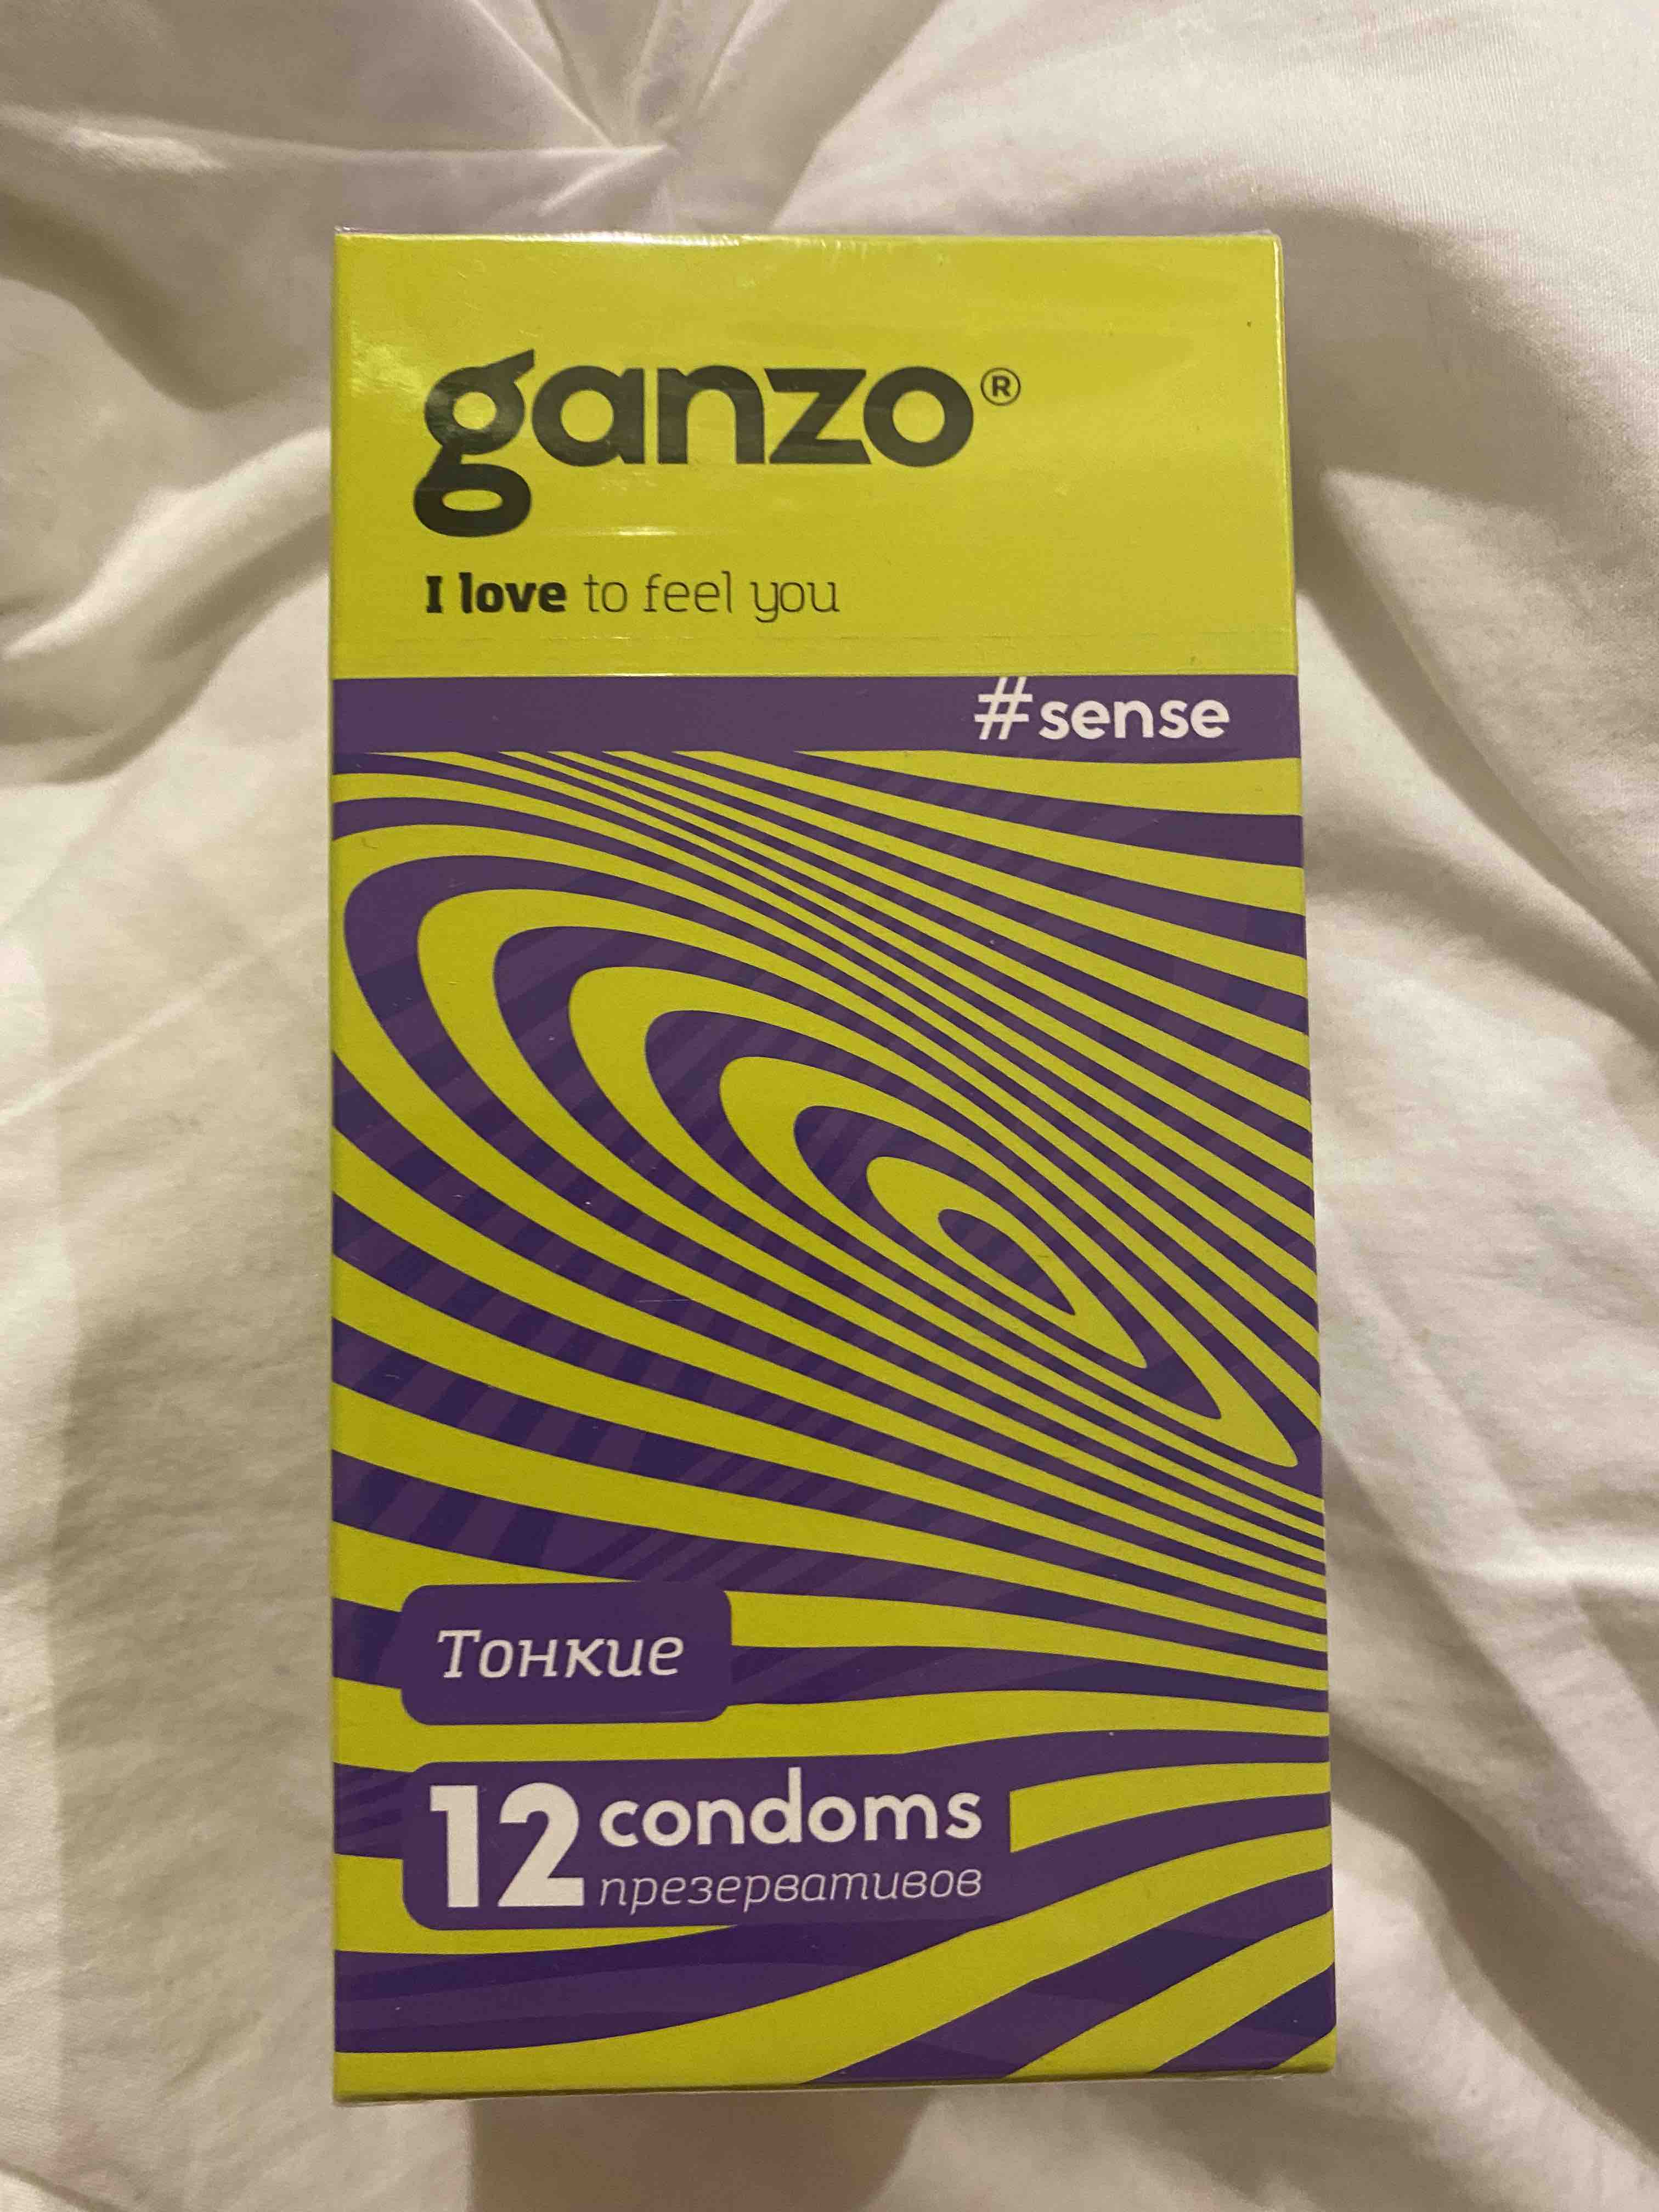 ganzo®
I love to feel you
#sense
Тонкие
12 condoms
презервативов